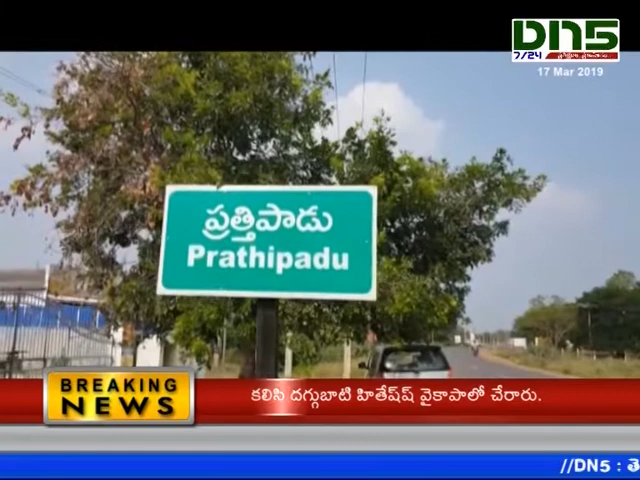 DN5
7/24
17 Mar 2019
ప్రత్తిపాడు
Prathipadu
BREAKING
NEWS
కలిసి దగ్గుబాటి హితేష్‌ష్ వైకాపాలో చేరారు.
//DN5 : తె